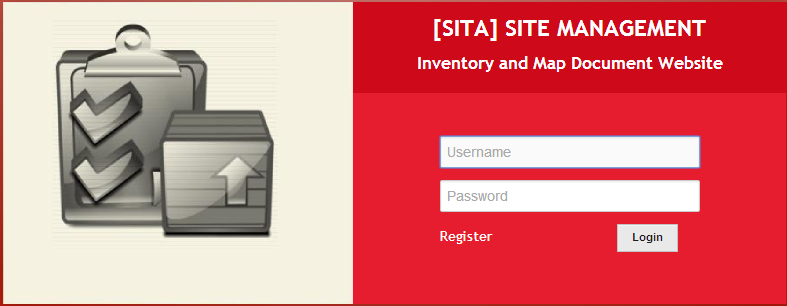 [SITA] SITE MANAGEMENT
Inventory and Map Document Website
Username
Password
Register
Login